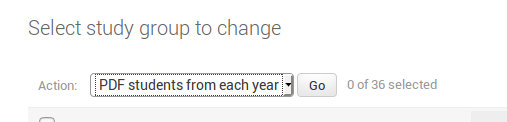 Select study group to change
Action: PDF students from each year Go 0 of 36 selected